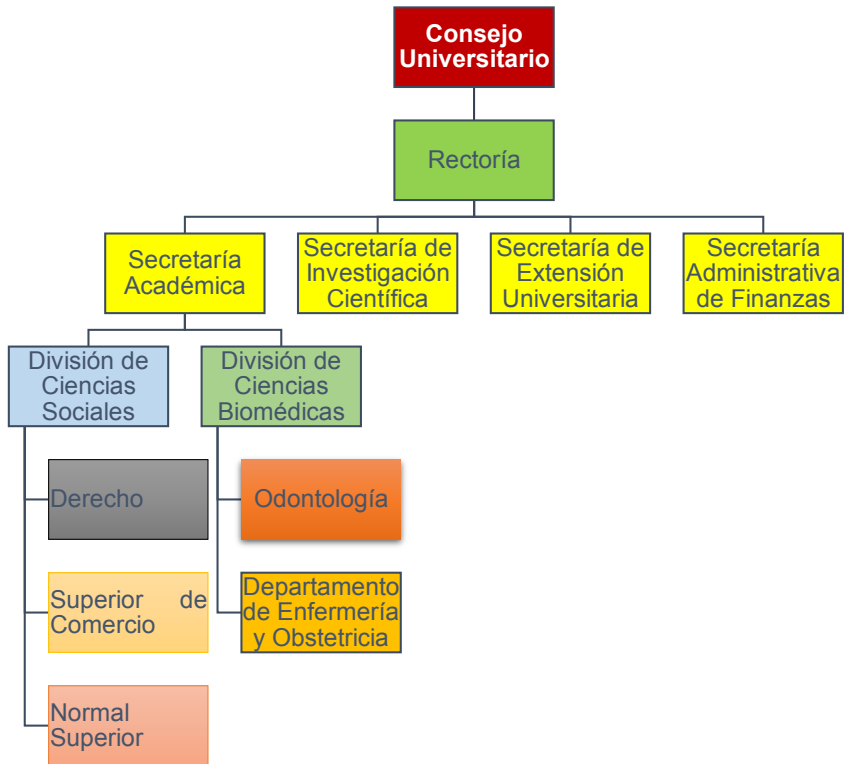 Consejo
Universitario
Rectoría
Secretaría
Académica
Secretaría de
Investigación
Científica
Secretaría de
Extensión
Universitaria
Secretaría
Administrativa
de Finanzas
División de
Ciencias
Sociales
División de
Ciencias
Biomédicas
Derecho
Odontología
Superior de
Comercio
Departamento
de Enfermería
y Obstetricia
Normal
Superior